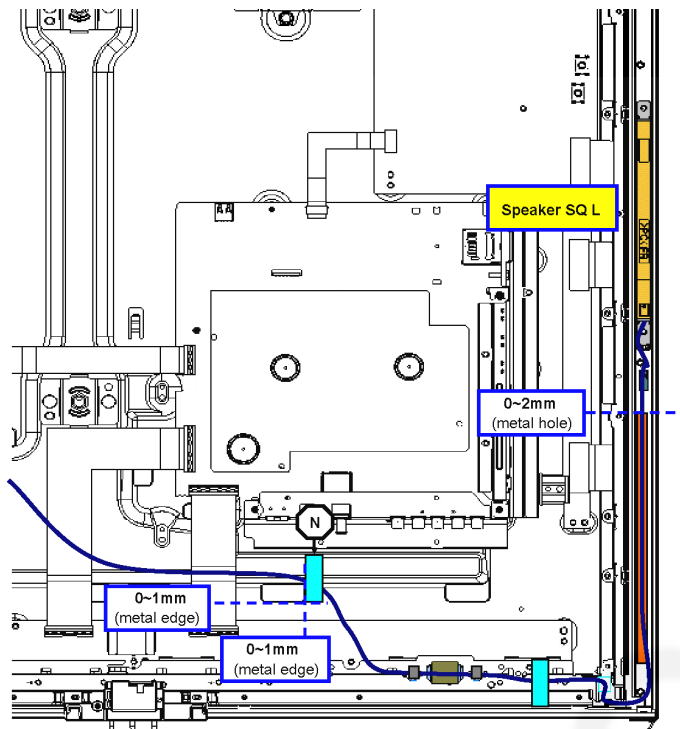 Speaker SQ L
0~2mm
(metal hole)
N
0~1mm
(metal edge)
0~1mm
(metal edge)